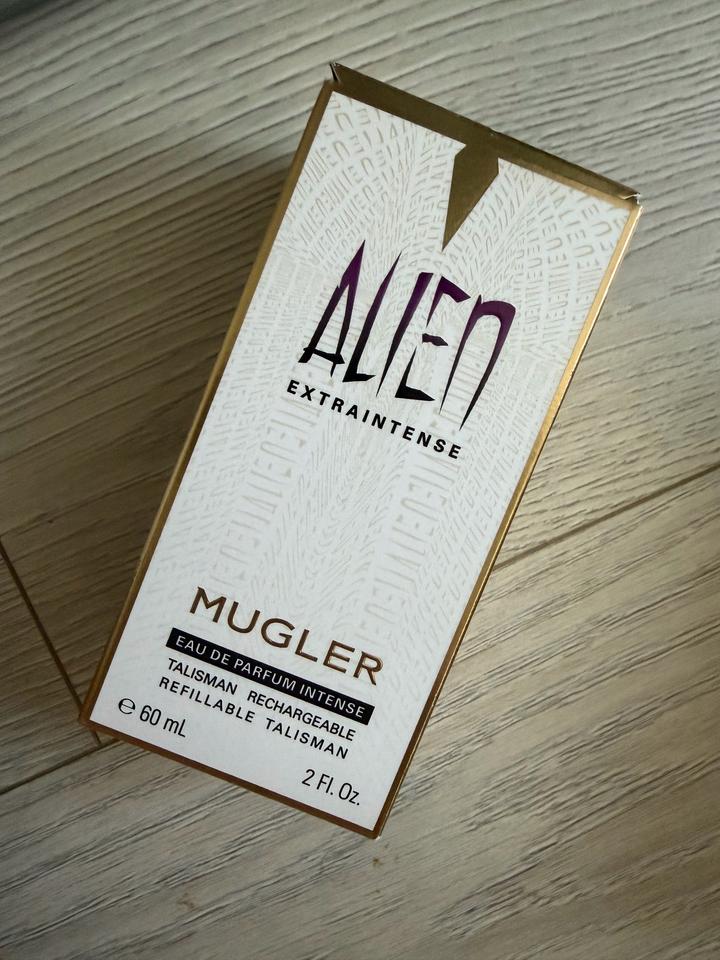 ALIEN
EXTRAINTENSE
MUGLER
EAU DE PARFUM INTENSE
TALISMAN RECHARGEABLE
REFILLABLE TALISMAN
℮ 60 mL
2 Fl. Oz.